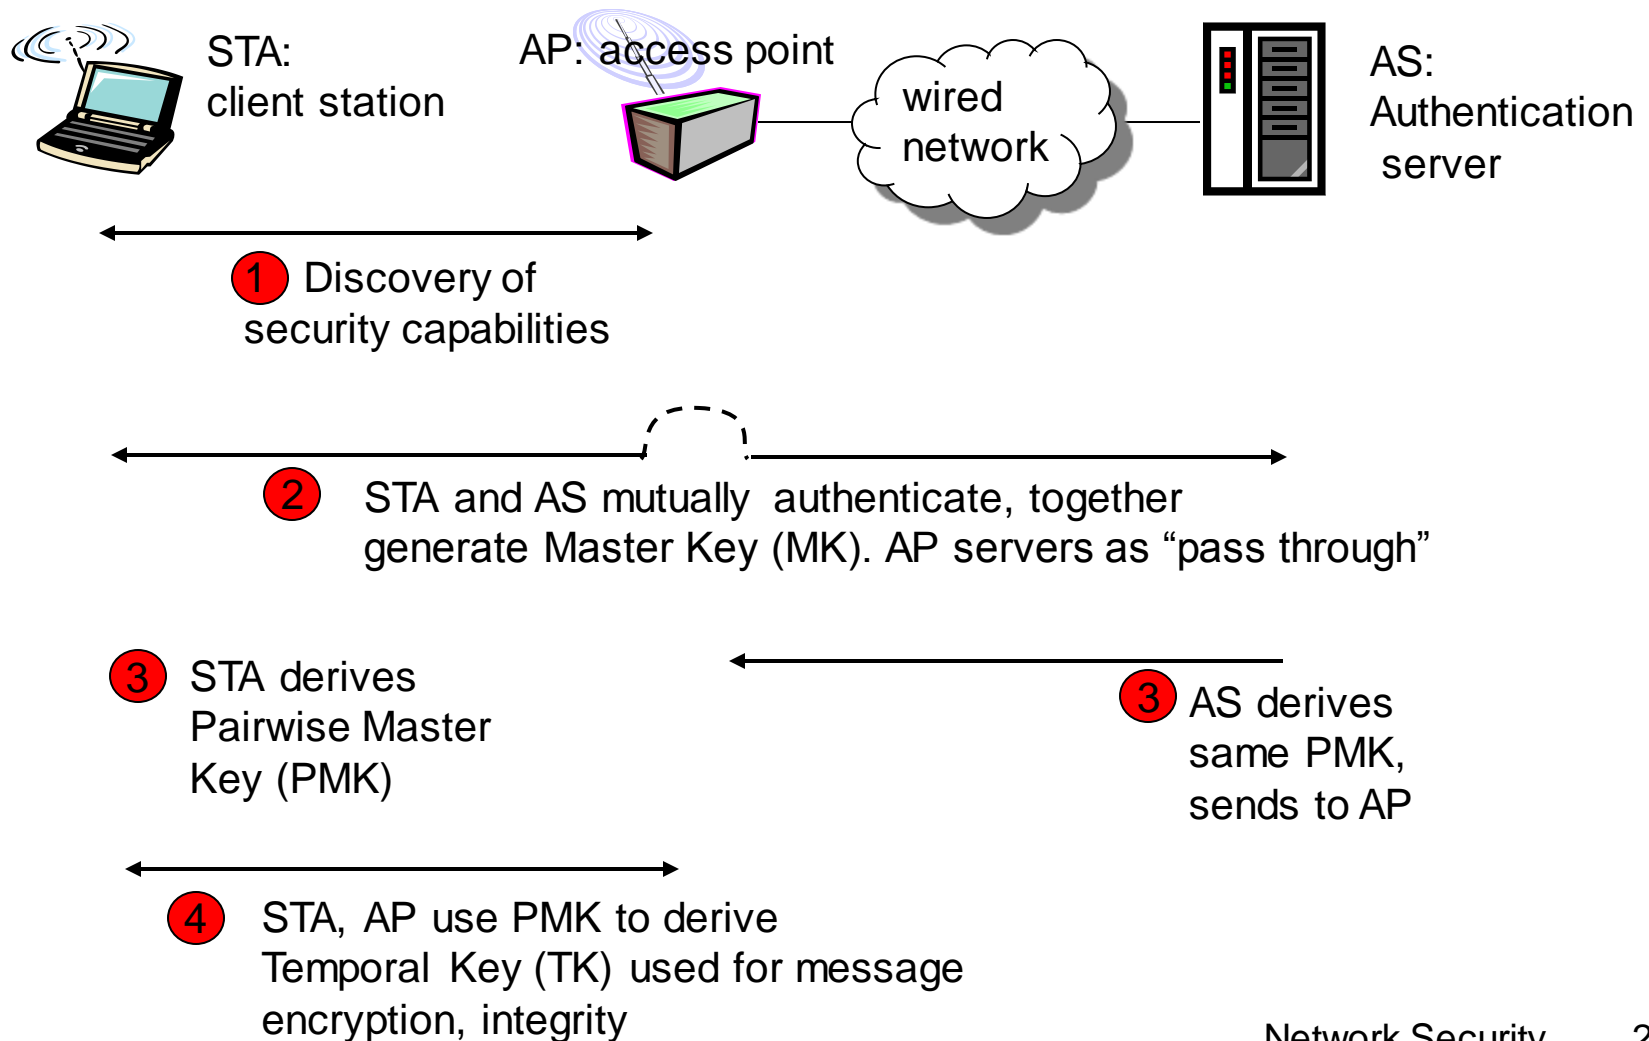 STA:
client station
AP: access point
wired
network
AS:
Authentication
server
1 Discovery of
security capabilities
2 STA and AS mutually authenticate, together
generate Master Key (MK). AP servers as “pass through”
3 STA derives
Pairwise Master
Key (PMK)
3 AS derives
same PMK,
sends to AP
4 STA, AP use PMK to derive
Temporal Key (TK) used for message
encryption, integrity
Network Security 2